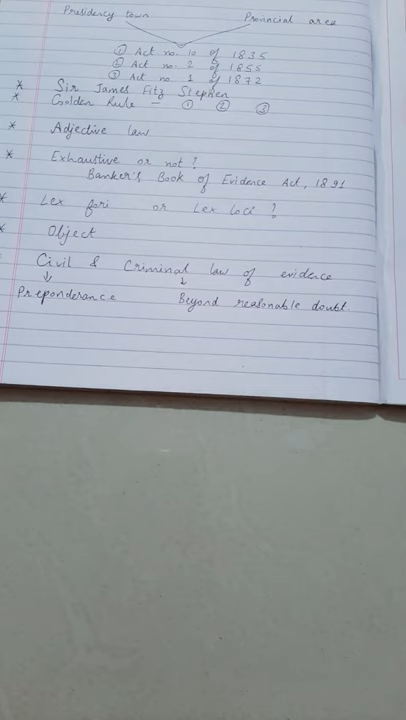 Presidency town Provincial area
① Act no. 10 of 1835
② Act no. 2 of 1855
③ Act no. 1 of 1872
* Sir James Fitz Stephen
* Golden Rule – ① ② ③
* Adjective law
* Exhaustive or not?
Banker's Book of Evidence Act, 1891
* Lex fori or Lex loci?
* Object
Civil & Criminal law of evidence
↓ ↓
Preponderance Beyond reasonable doubt.